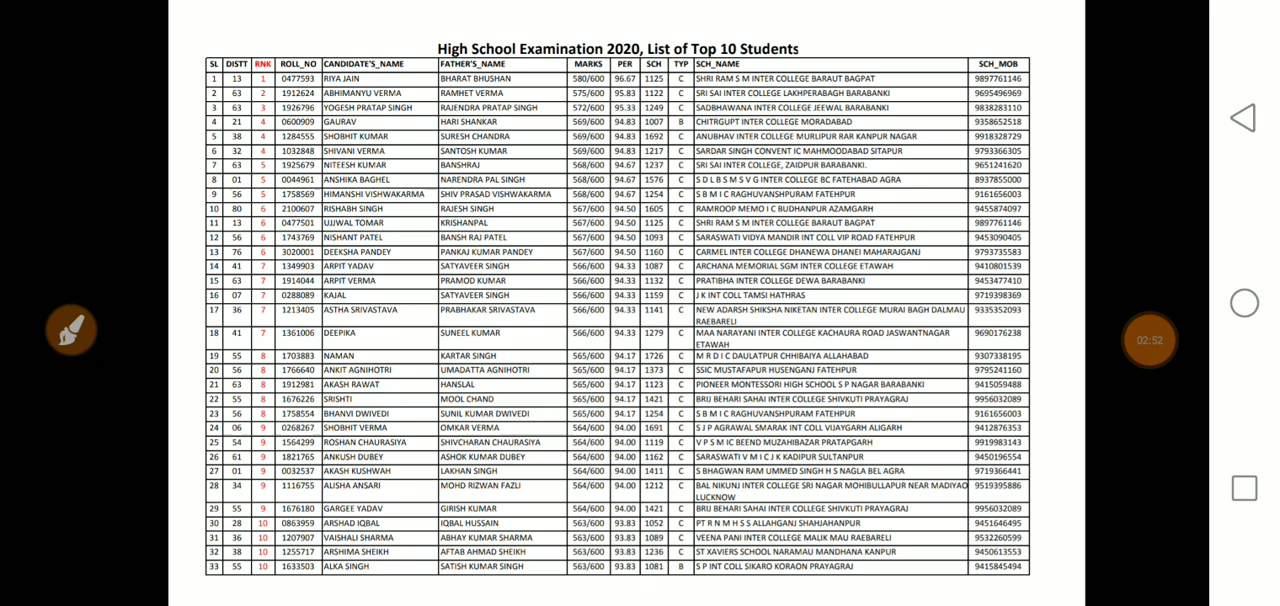 High School Examination 2020, List of Top 10 Students
SL DISTT RNK ROLL_NO CANDIDATE'S_NAME FATHER'S_NAME MARKS PER SCH TYP SCH_NAME SCH_MOB
1 13 1 0477593 RIYA JAIN BHARAT BHUSHAN 580/600 96.67 1125 C SHRI RAM S M INTER COLLEGE BARAUT BAGPAT 9897761146
2 63 2 1912624 ABHIMANYU VERMA RAMHET VERMA 575/600 95.83 1122 C SRI SAI INTER COLLEGE LAKHPERABAGH BARABANKI 9695496969
3 63 3 1926796 YOGESH PRATAP SINGH RAJENDRA PRATAP SINGH 572/600 95.33 1249 C SADBHAWANA INTER COLLEGE JEEWAL BARABANKI 9838283110
4 21 4 0600909 GAURAV HARI SHANKAR 569/600 94.83 1007 B CHITRGUPT INTER COLLEGE MORADABAD 9358652518
5 38 4 1284555 SHOBHIT KUMAR SURESH CHANDRA 569/600 94.83 1692 C ANUBHAV INTER COLLEGE MURLIPUR RAR KANPUR NAGAR 9918328729
6 32 4 1032848 SHIVANI VERMA SANTOSH KUMAR 569/600 94.83 1217 C SARDAR SINGH CONVENT IC MAHMOODABAD SITAPUR 9793366305
7 63 5 1925679 NITEESH KUMAR BANSHRAJ 568/600 94.67 1237 C SRI SAI INTER COLLEGE, ZAIDPUR BARABANKI. 9651241620
8 01 5 0044961 ANSHIKA BAGHEL NARENDRA PAL SINGH 568/600 94.67 1576 C S D L B S M S V G INTER COLLEGE BC FATEHABAD AGRA 8937855000
9 56 5 1758569 HIMANSHI VISHWAKARMA SHIV PRASAD VISHWAKARMA 568/600 94.67 1254 C S B M I C RAGHUVANSHPURAM FATEHPUR 9161656003
10 80 6 2100607 RISHABH SINGH RAJESH SINGH 567/600 94.50 1605 C RAMROOP MEMO I C BUDHANPUR AZAMGARH 9455874097
11 13 6 0477501 UJJWAL TOMAR KRISHANPAL 567/600 94.50 1125 C SHRI RAM S M INTER COLLEGE BARAUT BAGPAT 9897761146
12 56 6 1743769 NISHANT PATEL BANSH RAJ PATEL 567/600 94.50 1093 C SARASWATI VIDYA MANDIR INT COLL VIP ROAD FATEHPUR 9453090405
13 76 6 3020001 DEEKSHA PANDEY PANKAJ KUMAR PANDEY 567/600 94.50 1160 C CARMEL INTER COLLEGE DHANEWA DHANEI MAHARAJGANJ 9793735583
14 41 7 1349903 ARPIT YADAV SATYAVEER SINGH 566/600 94.33 1087 C ARCHANA MEMORIAL SGM INTER COLLEGE ETAWAH 9410801539
15 63 7 1914044 ARPIT VERMA PRAMOD KUMAR 566/600 94.33 1132 C PRATIBHA INTER COLLEGE DEWA BARABANKI 9453477410
16 07 7 0288089 KAJAL SATYAVEER SINGH 566/600 94.33 1159 C J K INT COLL TAMSI HATHRAS 9719398369
17 36 7 1213405 ASTHA SRIVASTAVA PRABHAKAR SRIVASTAVA 566/600 94.33 1141 C NEW ADARSH SHIKSHA NIKETAN INTER COLLEGE MURAI BAGH DALMAU 9335352093
RAEBARELI
18 41 7 1361006 DEEPIKA SUNEEL KUMAR 566/600 94.33 1279 C MAA NARAYANI INTER COLLEGE KACHAURA ROAD JASWANTNAGAR 9690176238
ETAWAH
19 55 8 1703883 NAMAN KARTAR SINGH 565/600 94.17 1726 C M R D I C DAULATPUR CHHIBAIYA ALLAHABAD 9307338195
20 56 8 1766640 ANKIT AGNIHOTRI UMADATTA AGNIHOTRI 565/600 94.17 1373 C SSIC MUSTAFAPUR HUSENGANJ FATEHPUR 9795241160
21 63 8 1912981 AKASH RAWAT HANSLAL 565/600 94.17 1123 C PIONEER MONTESSORI HIGH SCHOOL S P NAGAR BARABANKI 9415059488
22 55 8 1676226 SRISHTI MOOL CHAND 565/600 94.17 1421 C BRIJ BEHARI SAHAI INTER COLLEGE SHIVKUTI PRAYAGRAJ 9956032089
23 56 8 1758554 BHANVI DWIVEDI SUNIL KUMAR DWIVEDI 565/600 94.17 1254 C S B M I C RAGHUVANSHPURAM FATEHPUR 9161656003
24 06 9 0268267 SHOBHIT VERMA OMKAR VERMA 564/600 94.00 1691 C S J P AGRAWAL SMARAK INT COLL VIJAYGARH ALIGARH 9412876353
25 54 9 1564299 ROSHAN CHAURASIYA SHIVCHARAN CHAURASIYA 564/600 94.00 1119 C V P S M IC BEEND MUZAHIBAZAR PRATAPGARH 9919983143
26 61 9 1821765 ANKUSH DUBEY ASHOK KUMAR DUBEY 564/600 94.00 1162 C SARASWATI V M I C J K KADIPUR SULTANPUR 9450196554
27 01 9 0032537 AKASH KUSHWAH LAKHAN SINGH 564/600 94.00 1411 C S BHAGWAN RAM UMMED SINGH H S NAGLA BEL AGRA 9719366441
28 34 9 1116755 ALISHA ANSARI MOHD RIZWAN FAZLI 564/600 94.00 1212 C BAL NIKUNJ INTER COLLEGE SRI NAGAR MOHIBULLAPUR NEAR MADIYAO 9519395886
LUCKNOW
29 55 9 1676180 GARGEE YADAV GIRISH KUMAR 564/600 94.00 1421 C BRIJ BEHARI SAHAI INTER COLLEGE SHIVKUTI PRAYAGRAJ 9956032089
30 28 10 0863959 ARSHAD IQBAL IQBAL HUSSAIN 563/600 93.83 1052 C PT R N M H S S ALLAHGANJ SHAHJAHANPUR 9451646495
31 36 10 1207907 VAISHALI SHARMA ABHAY KUMAR SHARMA 563/600 93.83 1089 C VEENA PANI INTER COLLEGE MALIK MAU RAEBARELI 9532260599
32 38 10 1255717 ARSHIMA SHEIKH AFTAB AHMAD SHEIKH 563/600 93.83 1236 C ST XAVIERS SCHOOL NARAMAU MANDHANA KANPUR 9450613553
33 55 10 1633503 ALKA SINGH SATISH KUMAR SINGH 563/600 93.83 1081 B S P INT COLL SIKARO KORAON PRAYAGRAJ 9415845494
02:52